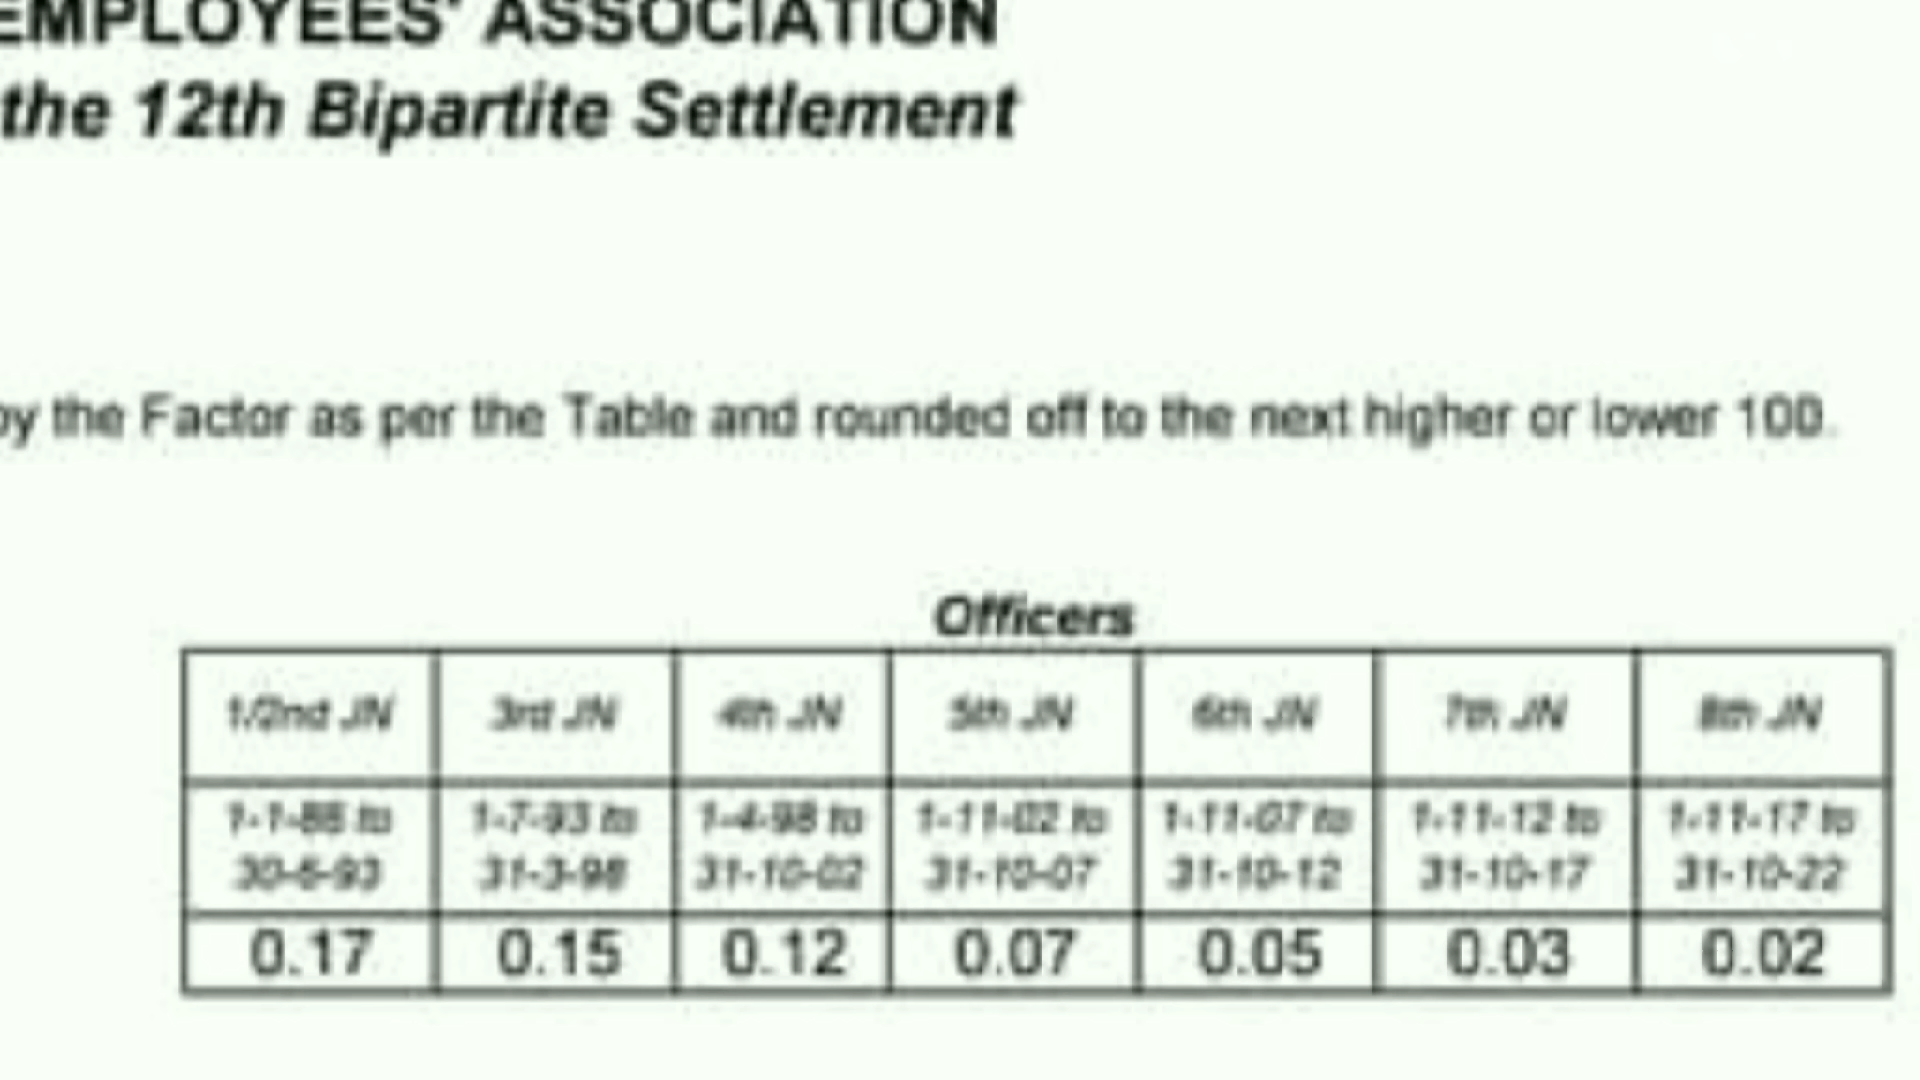 EMPLOYEES' ASSOCIATION
the 12th Bipartite Settlement
by the Factor as per the Table and rounded off to the next higher or lower 100.
Officers
1/2nd JN 3rd JN 4th JN 5th JN 6th JN 7th JN 8th JN
1-1-86 to 1-7-93 to 1-4-98 to 1-11-02 to 1-11-07 to 1-11-12 to 1-11-17 to
30-6-93 31-3-98 31-10-02 31-10-07 31-10-12 31-10-17 31-10-22
0.17 0.15 0.12 0.07 0.05 0.03 0.02